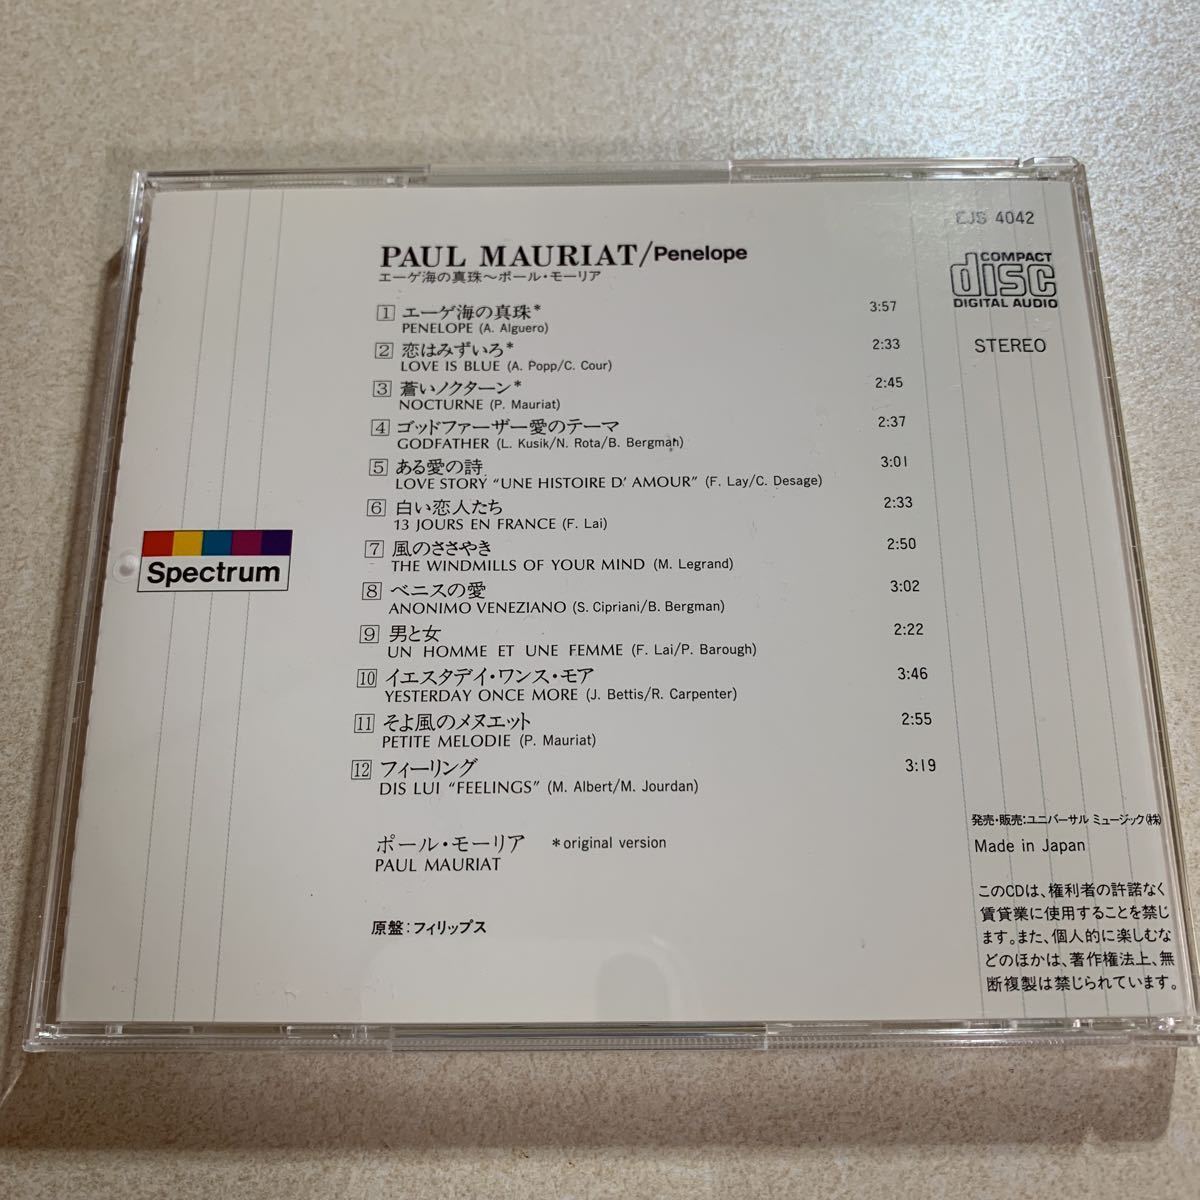 EJS 4042
PAUL MAURIAT/Penelope
エーゲ海の真珠〜ポール・モーリア
COMPACT
disc
DIGITAL AUDIO
STEREO
1 エーゲ海の真珠* 3:57
PENELOPE (A. Alguero)
2 恋はみずいろ* 2:33
LOVE IS BLUE (A. Popp/C. Cour)
3 蒼いノクターン* 2:45
NOCTURNE (P. Mauriat)
4 ゴッドファーザー愛のテーマ 2:37
GODFATHER (L. Kusik/N. Rota/B. Bergman)
5 ある愛の詩 3:01
LOVE STORY "UNE HISTOIRE D' AMOUR" (F. Lay/C. Desage)
6 白い恋人たち 2:33
13 JOURS EN FRANCE (F. Lai)
7 風のささやき 2:50
THE WINDMILLS OF YOUR MIND (M. Legrand)
8 ベニスの愛 3:02
ANONIMO VENEZIANO (S. Cipriani/B. Bergman)
9 男と女 2:22
UN HOMME ET UNE FEMME (F. Lai/P. Barough)
10 イエスタデイ・ワンス・モア 3:46
YESTERDAY ONCE MORE (J. Bettis/R. Carpenter)
11 そよ風のメヌエット 2:55
PETITE MELODIE (P. Mauriat)
12 フィーリング 3:19
DIS LUI "FEELINGS" (M. Albert/M. Jourdan)
Spectrum
ポール・モーリア *original version
PAUL MAURIAT
原盤:フィリップス
発売・販売:ユニバーサル ミュージック(株)
Made in Japan
このCDは、権利者の許諾なく
賃貸業に使用することを禁じ
ます。また、個人的に楽しむな
どのほかは、著作権法上、無
断複製は禁じられています。